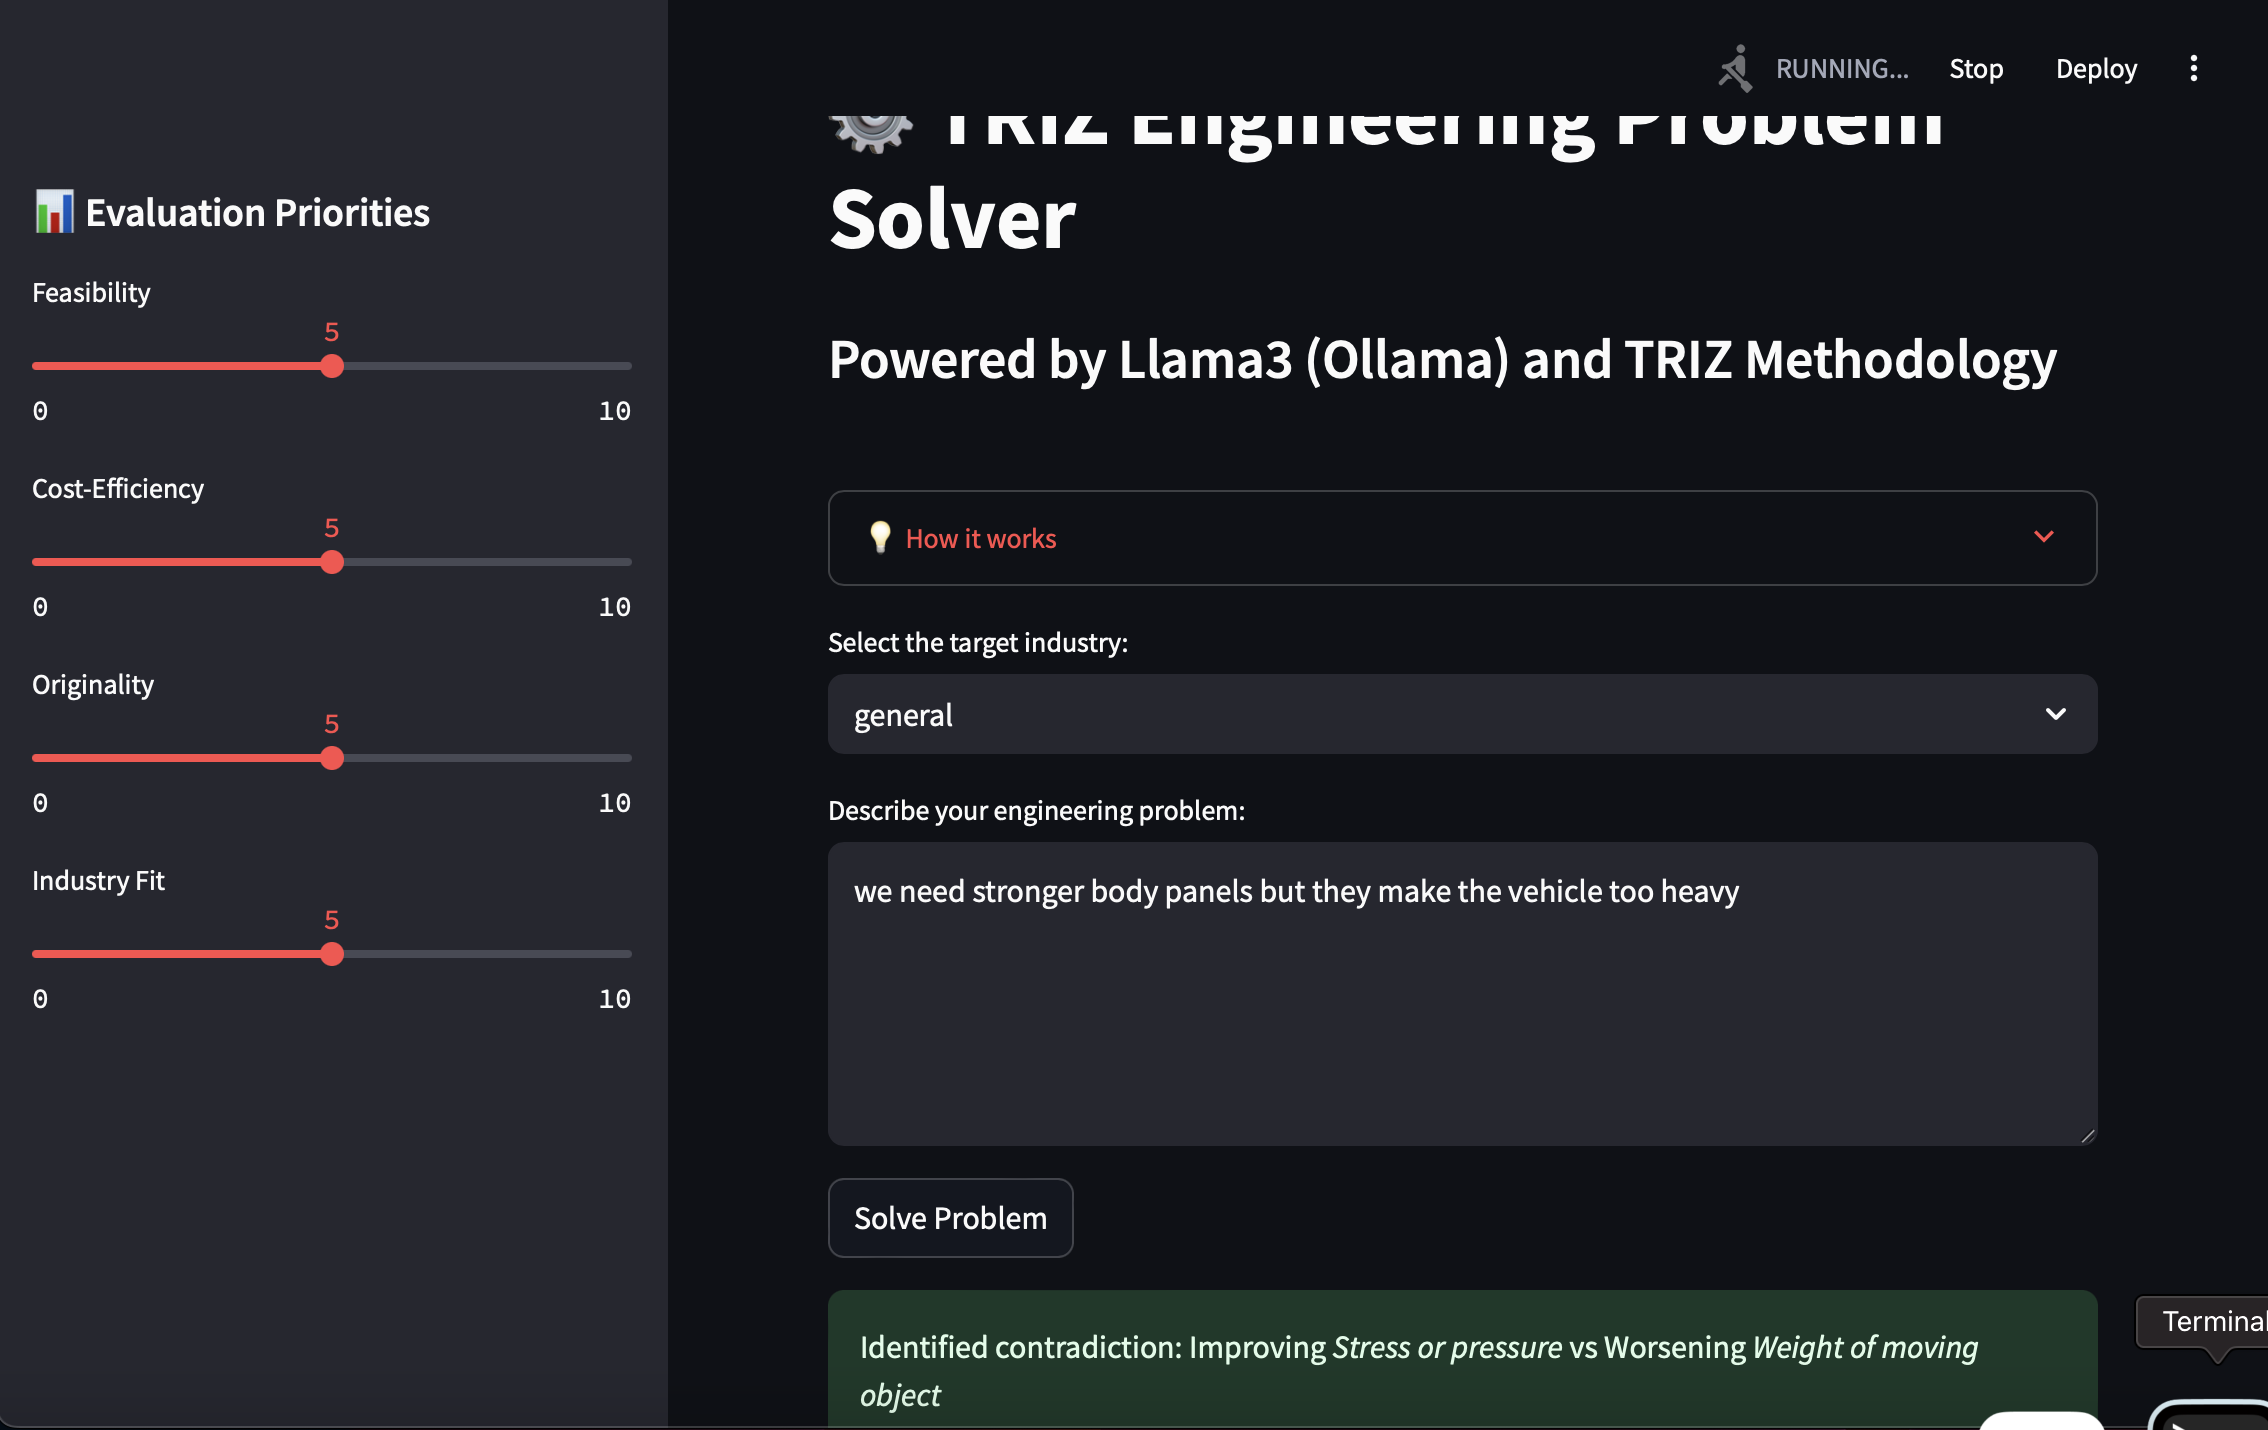 RUNNING...
Stop
Deploy
📊 Evaluation Priorities
Feasibility
5
0
10
Cost-Efficiency
5
0
10
Originality
5
0
10
Industry Fit
5
0
10
TRIZ Engineering Problem
Solver
Powered by Llama3 (Ollama) and TRIZ Methodology
How it works
Select the target industry:
general
Describe your engineering problem:
we need stronger body panels but they make the vehicle too heavy
Solve Problem
Identified contradiction: Improving Stress or pressure vs Worsening Weight of moving
object
Terminal